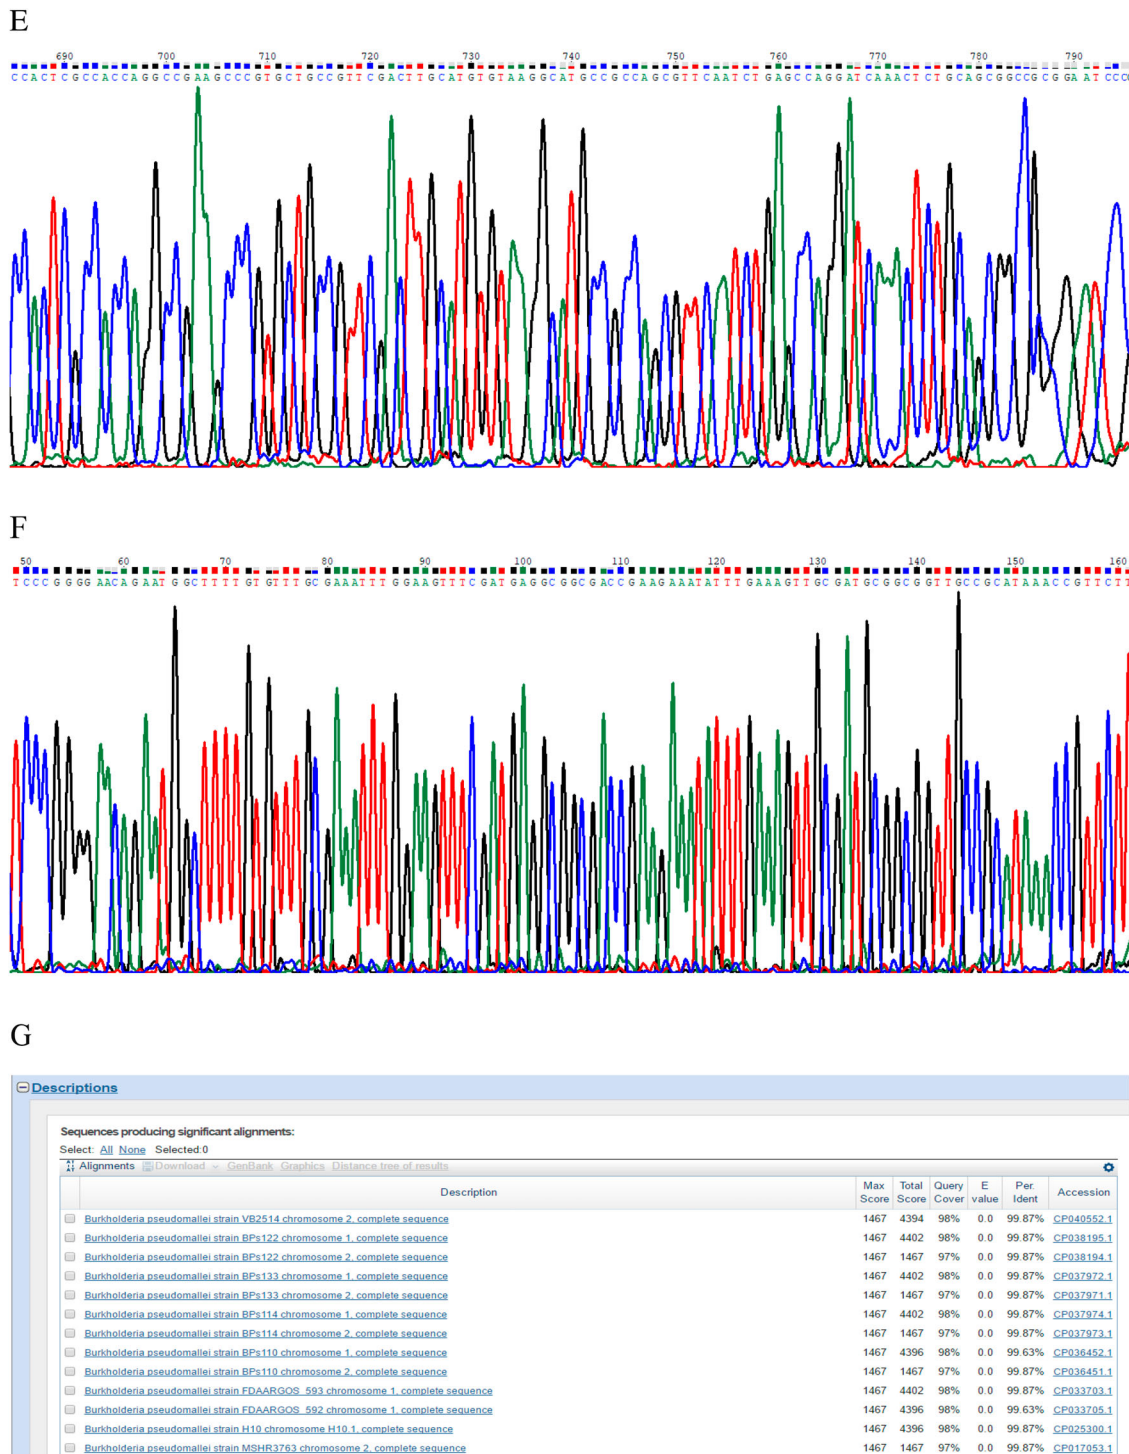 E
690 700 710 720 730 740 750 760 770 780 790
CCACTCGCCACCAGGCCGAAGCCCGTGCTGCCGTTCGACTTGCATGTGTAAGGCATGCCGCCAGCGTTCAATCTGAGCCAGGATCAAACTCTGCAGCGGCCGCGGAATCCC
F
50 60 70 80 90 100 110 120 130 140 150 160
TCCCGGGGAACAGAATGGCTTTTGTGTTTGCGAAATTTGGAAGTTTCGATGAGGCGGCGACCGAAGAAATATTTGAAAGTTGCGATGCGGCGGTTGCCGCATAAACCGTTCTT
G
Descriptions
Sequences producing significant alignments:
Select: All None Selected:0
Alignments Download GenBank Graphics Distance tree of results
Description Max Score Total Score Query Cover E value Per. Ident Accession
Burkholderia pseudomallei strain VB2514 chromosome 2, complete sequence 1467 4394 98% 0.0 99.87% CP040552.1
Burkholderia pseudomallei strain BPs122 chromosome 1, complete sequence 1467 4402 98% 0.0 99.87% CP038195.1
Burkholderia pseudomallei strain BPs122 chromosome 2, complete sequence 1467 1467 97% 0.0 99.87% CP038194.1
Burkholderia pseudomallei strain BPs133 chromosome 1, complete sequence 1467 4402 98% 0.0 99.87% CP037972.1
Burkholderia pseudomallei strain BPs133 chromosome 2, complete sequence 1467 1467 97% 0.0 99.87% CP037971.1
Burkholderia pseudomallei strain BPs114 chromosome 1, complete sequence 1467 4402 98% 0.0 99.87% CP037974.1
Burkholderia pseudomallei strain BPs114 chromosome 2, complete sequence 1467 1467 97% 0.0 99.87% CP037973.1
Burkholderia pseudomallei strain BPs110 chromosome 1, complete sequence 1467 4396 98% 0.0 99.63% CP036452.1
Burkholderia pseudomallei strain BPs110 chromosome 2, complete sequence 1467 1467 97% 0.0 99.87% CP036451.1
Burkholderia pseudomallei strain FDAARGOS_593 chromosome 1, complete sequence 1467 4402 98% 0.0 99.87% CP033703.1
Burkholderia pseudomallei strain FDAARGOS_592 chromosome 1, complete sequence 1467 4396 98% 0.0 99.63% CP033705.1
Burkholderia pseudomallei strain H10 chromosome H10.1, complete sequence 1467 4396 98% 0.0 99.87% CP025300.1
Burkholderia pseudomallei strain MSHR3763 chromosome 2, complete sequence 1467 1467 97% 0.0 99.87% CP017053.1